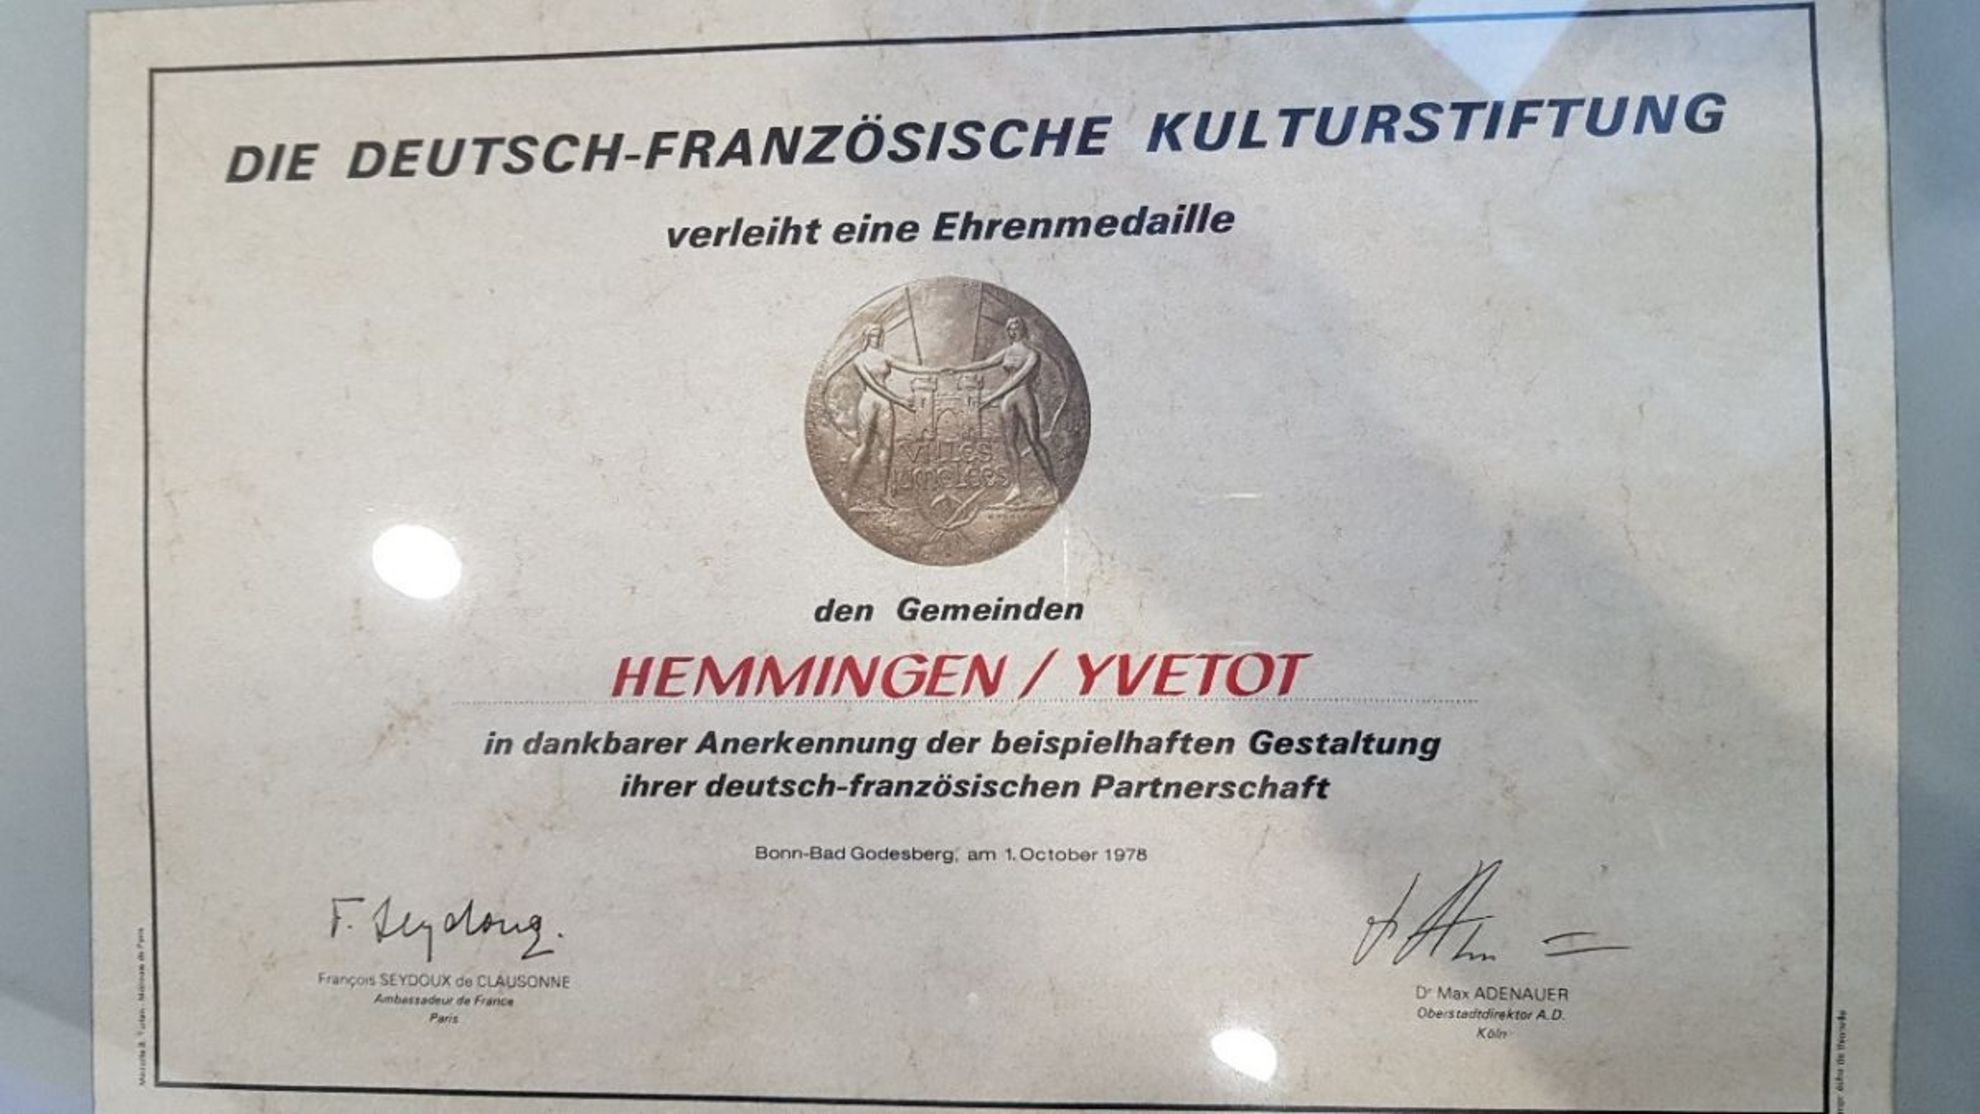 DIE DEUTSCH-FRANZÖSISCHE KULTURSTIFTUNG
verleiht eine Ehrenmedaille
VILLES
JUMELEES
den Gemeinden
HEMMINGEN / YVETOT
in dankbarer Anerkennung der beispielhaften Gestaltung
ihrer deutsch-französischen Partnerschaft
Bonn-Bad Godesberg, am 1. October 1978
F. Seydoux.
François SEYDOUX de CLAUSONNE
Ambassadeur de France
Paris
Dr Max ADENAUER
Oberstadtdirektor A.D.
Köln